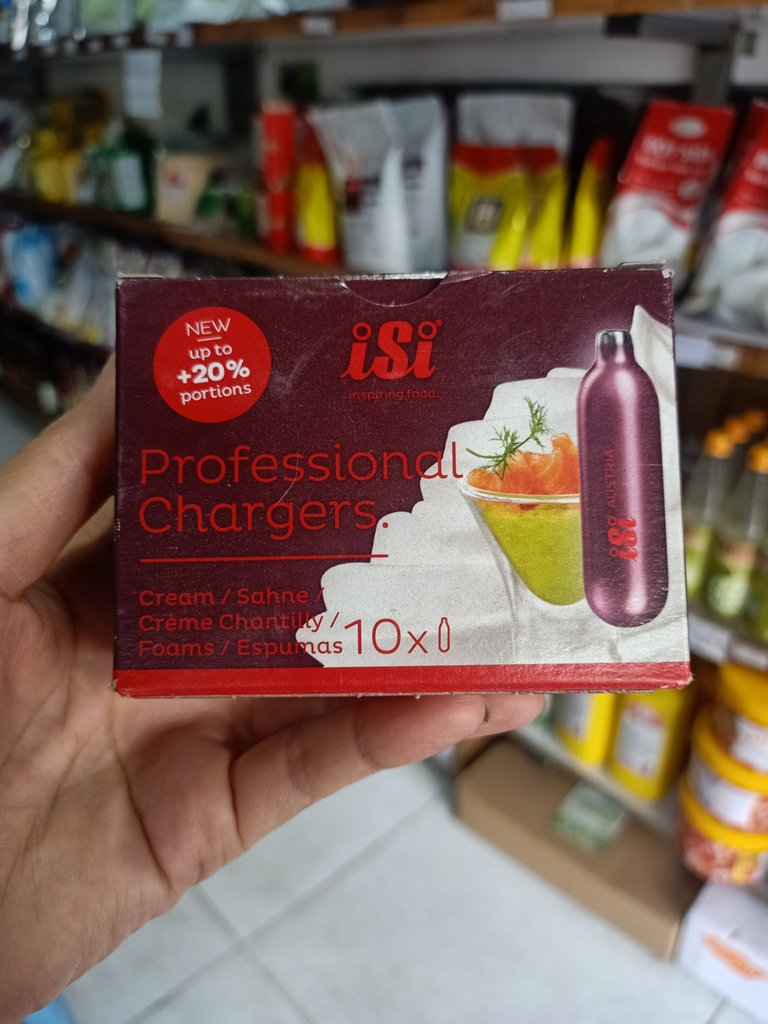 NEW
up to
+20%
portions
iSi
inspiring food
Professional
Chargers.
Cream / Sahne /
Crème Chantilly /
Foams / Espumas
10x
iSi AUSTRIA